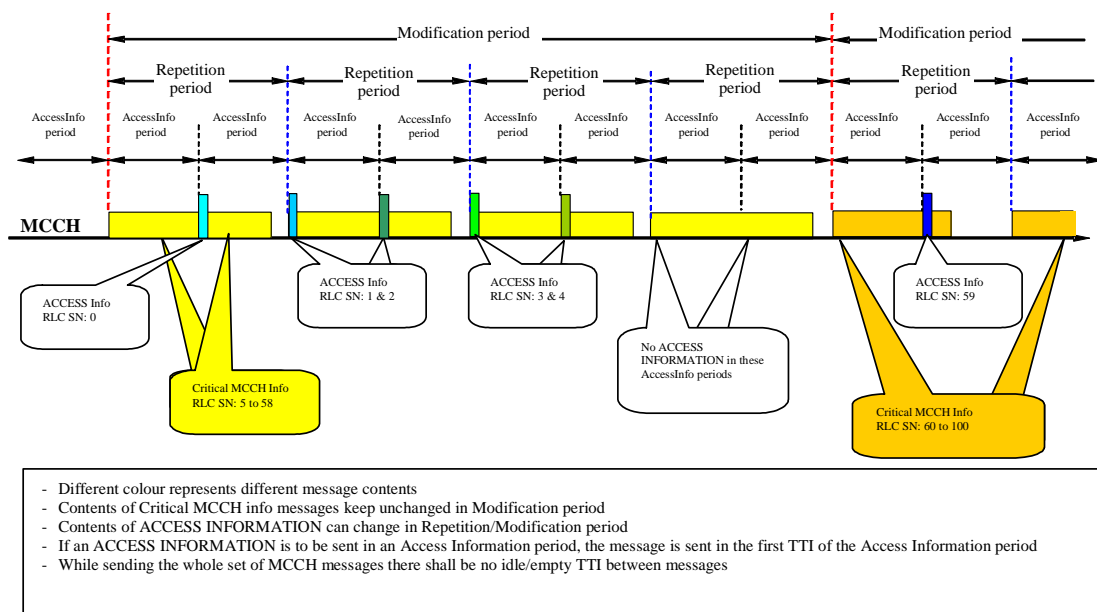 Modification period
Modification period
Repetition
period
Repetition
period
Repetition
period
Repetition
period
Repetition
period
AccessInfo
period
AccessInfo
period
AccessInfo
period
AccessInfo
period
AccessInfo
period
AccessInfo
period
AccessInfo
period
AccessInfo
period
AccessInfo
period
AccessInfo
period
AccessInfo
period
AccessInfo
period
MCCH
ACCESS Info
RLC SN: 0
ACCESS Info
RLC SN: 1 & 2
ACCESS Info
RLC SN: 3 & 4
ACCESS Info
RLC SN: 59
No ACCESS
INFORMATION in these
AccessInfo periods
Critical MCCH Info
RLC SN: 5 to 58
Critical MCCH Info
RLC SN: 60 to 100
- Different colour represents different message contents
- Contents of Critical MCCH info messages keep unchanged in Modification period
- Contents of ACCESS INFORMATION can change in Repetition/Modification period
- If an ACCESS INFORMATION is to be sent in an Access Information period, the message is sent in the first TTI of the Access Information period
- While sending the whole set of MCCH messages there shall be no idle/empty TTI between messages